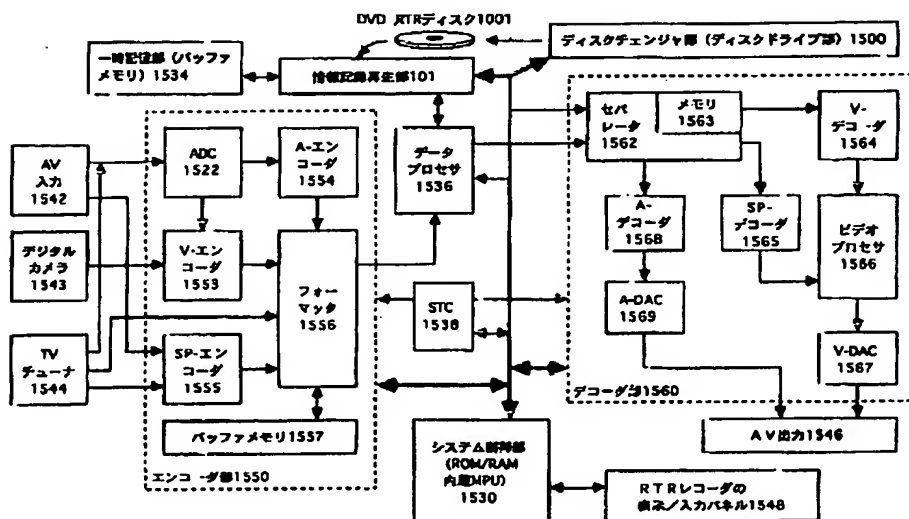 DVD RTRディスク1001
ディスクチェンジャ部(ディスクドライブ部)1500
一時記憶部(バッファ
メモリ)1534
情報記録再生部101
AV
入力
1542
デジタル
カメラ
1543
TV
チューナ
1544
ADC
1522
A-エン
コーダ
1554
V-エン
コーダ
1553
SP-エン
コーダ
1555
フォー
マッタ
1556
バッファメモリ1557
エンコーダ部1550
データ
プロセサ
1536
STC
1538
システム制御部
(ROM/RAM
内蔵MPU)
1530
セパ
レータ
1562
メモリ
1563
V-
デコーダ
1564
A-
デコーダ
1568
SP-
デコーダ
1565
ビデオ
プロセサ
1566
A-DAC
1569
V-DAC
1567
デコーダ部1560
AV出力1546
RTRレコーダの
表示/入力パネル1548